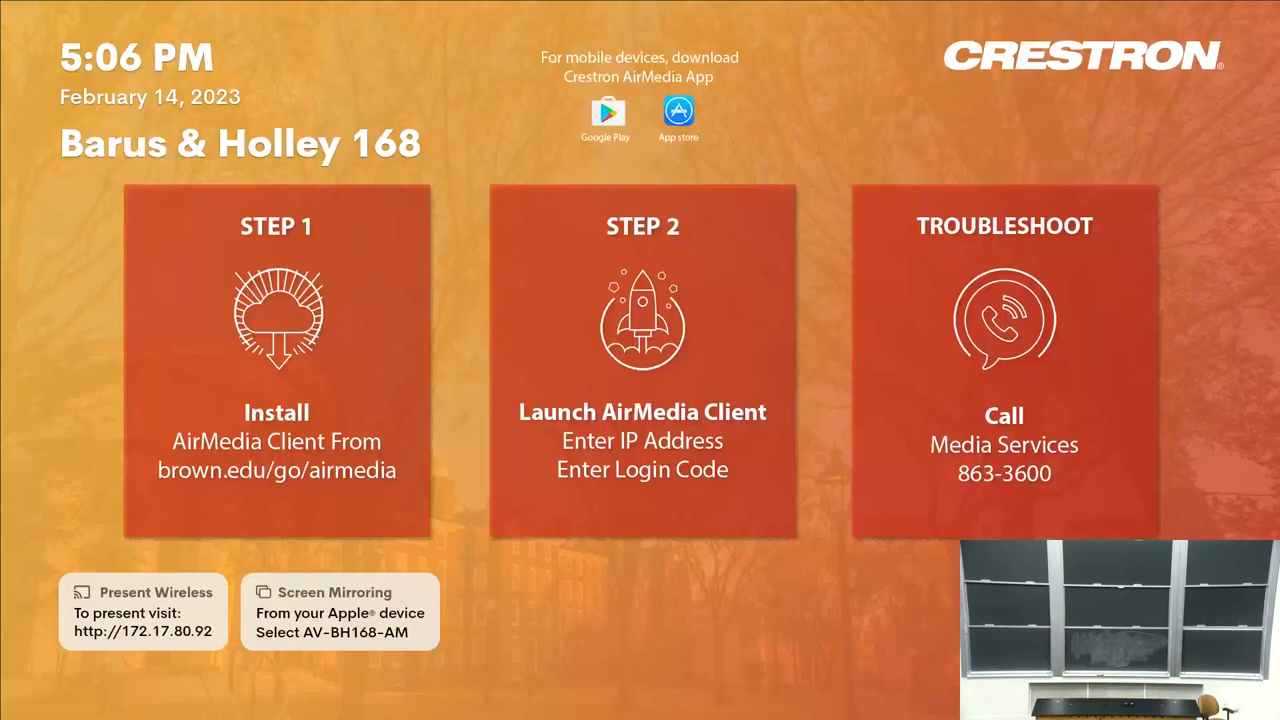 5:06 PM
February 14, 2023
Barus & Holley 168
For mobile devices, download
Crestron AirMedia App
Google Play
App store
CRESTRON®
STEP 1
Install
AirMedia Client From
brown.edu/go/airmedia
STEP 2
Launch AirMedia Client
Enter IP Address
Enter Login Code
TROUBLESHOOT
Call
Media Services
863-3600
Present Wireless
To present visit:
http://172.17.80.92
Screen Mirroring
From your Apple® device
Select AV-BH168-AM